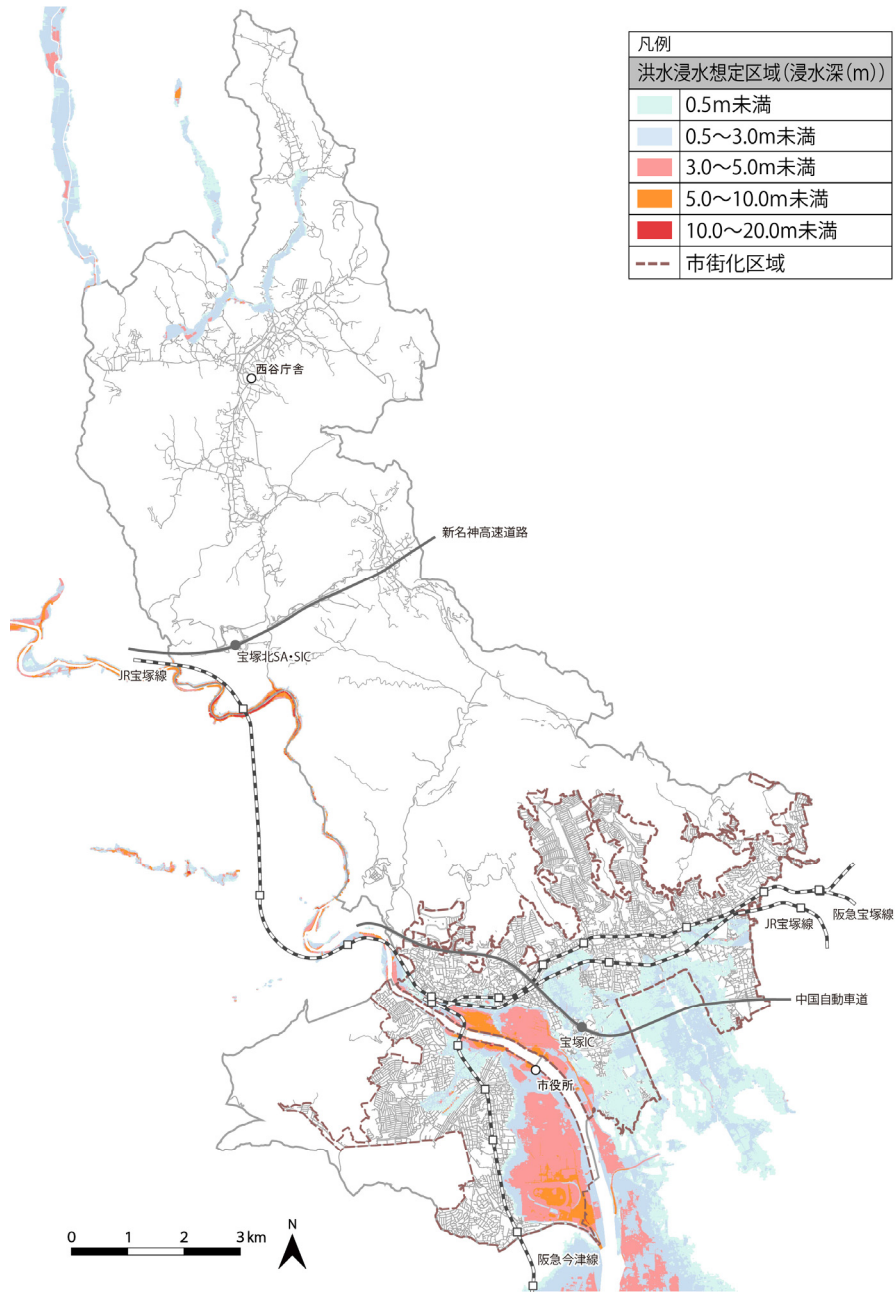 凡例
洪水浸水想定区域(浸水深(m))
0.5m未満
0.5～3.0m未満
3.0～5.0m未満
5.0～10.0m未満
10.0～20.0m未満
市街化区域
西谷庁舎
新名神高速道路
宝塚北SA・SIC
JR宝塚線
阪急宝塚線
JR宝塚線
中国自動車道
宝塚IC
市役所
阪急今津線
0 1 2 3km
N